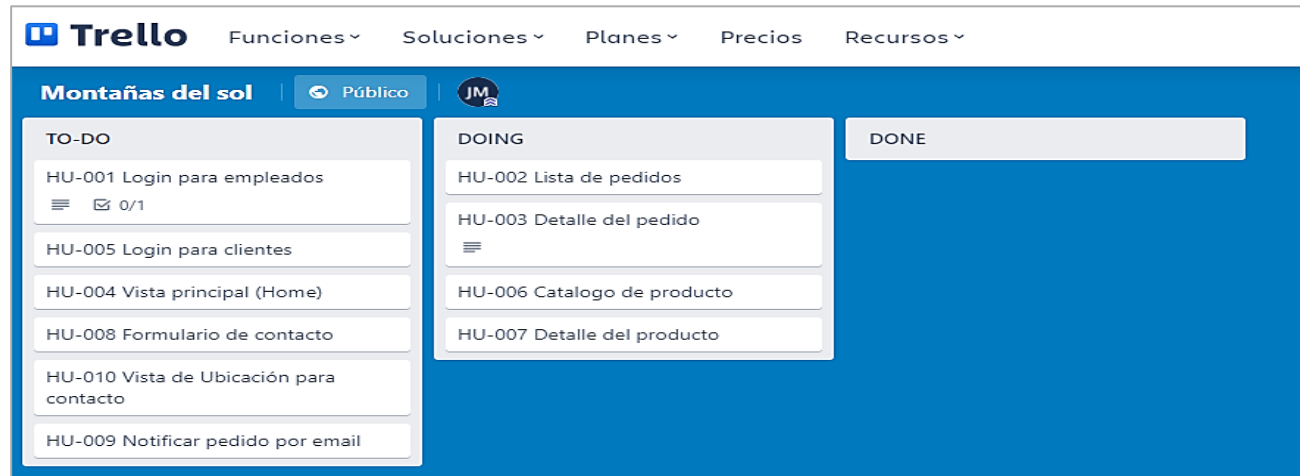 Trello Funciones Soluciones Planes Precios Recursos
Montañas del sol Público JM
TO-DO
HU-001 Login para empleados
0/1
HU-005 Login para clientes
HU-004 Vista principal (Home)
HU-008 Formulario de contacto
HU-010 Vista de Ubicación para
contacto
HU-009 Notificar pedido por email
DOING
HU-002 Lista de pedidos
HU-003 Detalle del pedido
HU-006 Catalogo de producto
HU-007 Detalle del producto
DONE